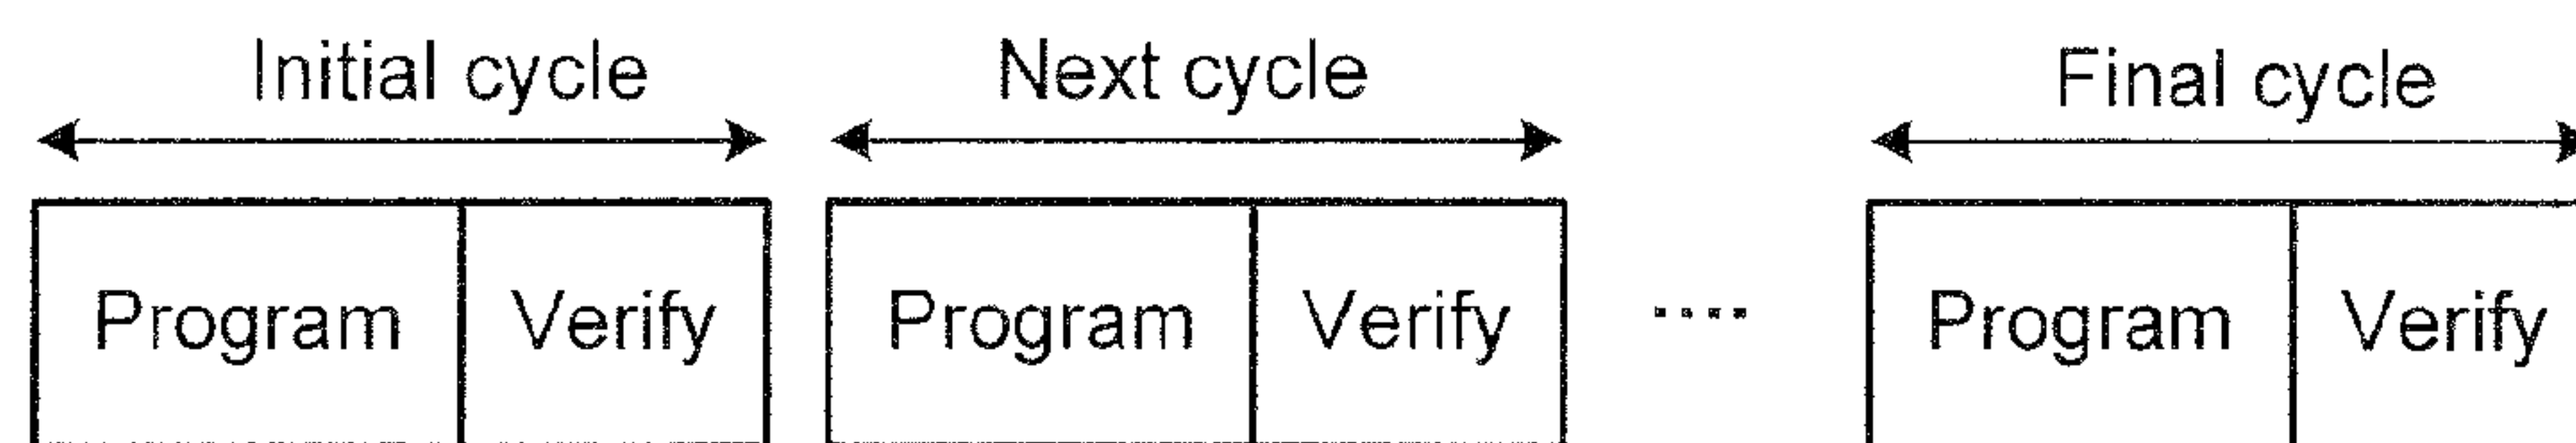 Initial cycle Next cycle Final cycle
Program Verify Program Verify .... Program Verify